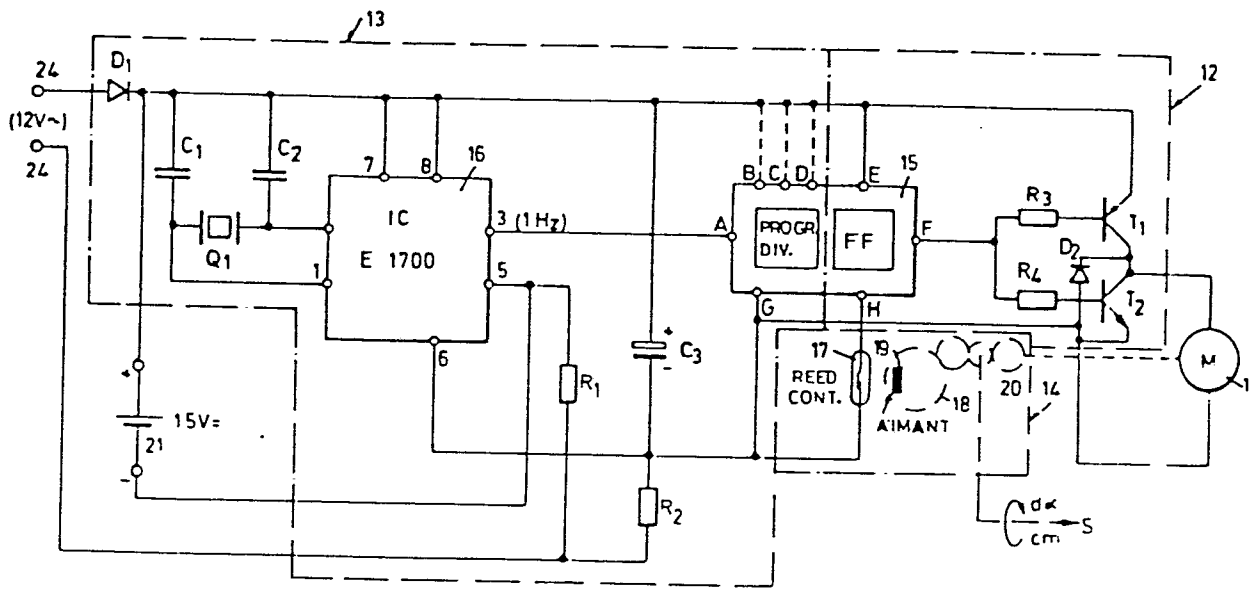 13
12
24
D1
(12V~)
24
C1
C2
7
8
16
B
C
D
E
15
IC
E 1700
3 (1 Hz)
A
PROGR.
DIV.
FF
F
R3
T1
D2
R4
T2
Q1
1
5
G
H
6
+
C3
-
17
REED
CONT.
19
18
AIMANT
20
14
M
1
R1
+
15V=
21
-
R2
dα
cm
S